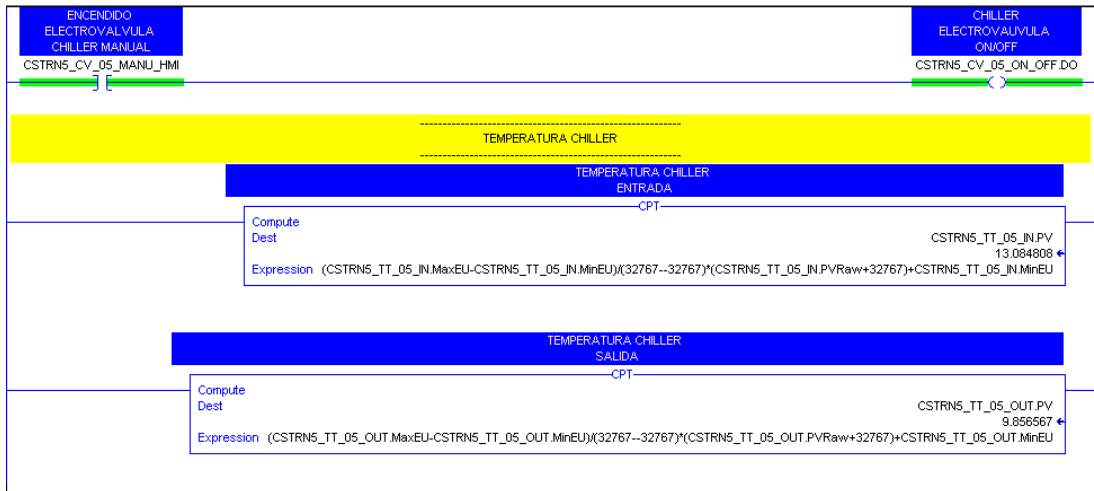 ENCENDIDO
ELECTROVALVULA
CHILLER MANUAL
CSTRN5_CV_05_MANU_HMI
CHILLER
ELECTROVAUVULA
ON/OFF
CSTRN5_CV_05_ON_OFF.DO
TEMPERATURA CHILLER
TEMPERATURA CHILLER
ENTRADA
CPT
Compute
Dest CSTRN5_TT_05_IN.PV
13.084808
Expression (CSTRN5_TT_05_IN.MaxEU-CSTRN5_TT_05_IN.MinEU)/(32767--32767)*(CSTRN5_TT_05_IN.PVRaw+32767)+CSTRN5_TT_05_IN.MinEU
TEMPERATURA CHILLER
SALIDA
CPT
Compute
Dest CSTRN5_TT_05_OUT.PV
9.856567
Expression (CSTRN5_TT_05_OUT.MaxEU-CSTRN5_TT_05_OUT.MinEU)/(32767--32767)*(CSTRN5_TT_05_OUT.PVRaw+32767)+CSTRN5_TT_05_OUT.MinEU